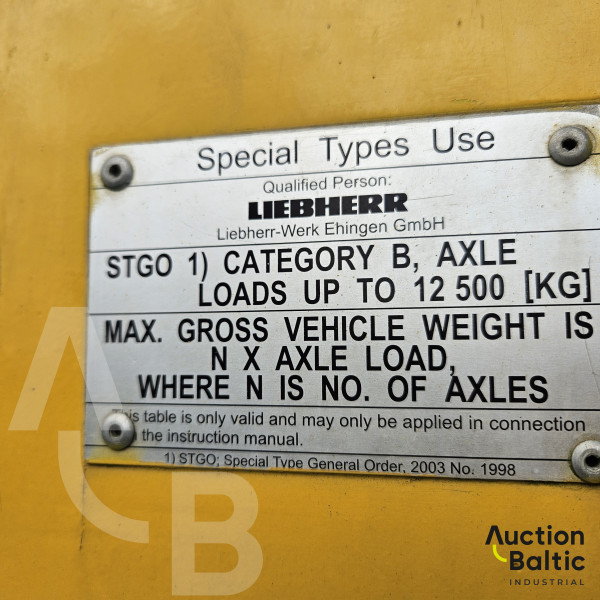 Special Types Use
Qualified Person:
LIEBHERR
Liebherr-Werk Ehingen GmbH
STGO 1) CATEGORY B, AXLE
LOADS UP TO 12 500 [KG]
MAX. GROSS VEHICLE WEIGHT IS
N X AXLE LOAD,
WHERE N IS NO. OF AXLES
This table is only valid and may only be applied in connection
the instruction manual.
1) STGO; Special Type General Order, 2003 No. 1998
A
B
Auction
Baltic
INDUSTRIAL